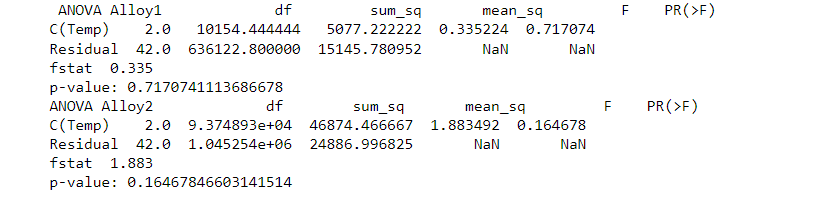 ANOVA Alloy1 df sum_sq mean_sq F PR(>F)
C(Temp) 2.0 10154.444444 5077.222222 0.335224 0.717074
Residual 42.0 636122.800000 15145.780952 NaN NaN
fstat 0.335
p-value: 0.7170741113686678
ANOVA Alloy2 df sum_sq mean_sq F PR(>F)
C(Temp) 2.0 9.374893e+04 46874.466667 1.883492 0.164678
Residual 42.0 1.045254e+06 24886.996825 NaN NaN
fstat 1.883
p-value: 0.16467846603141514